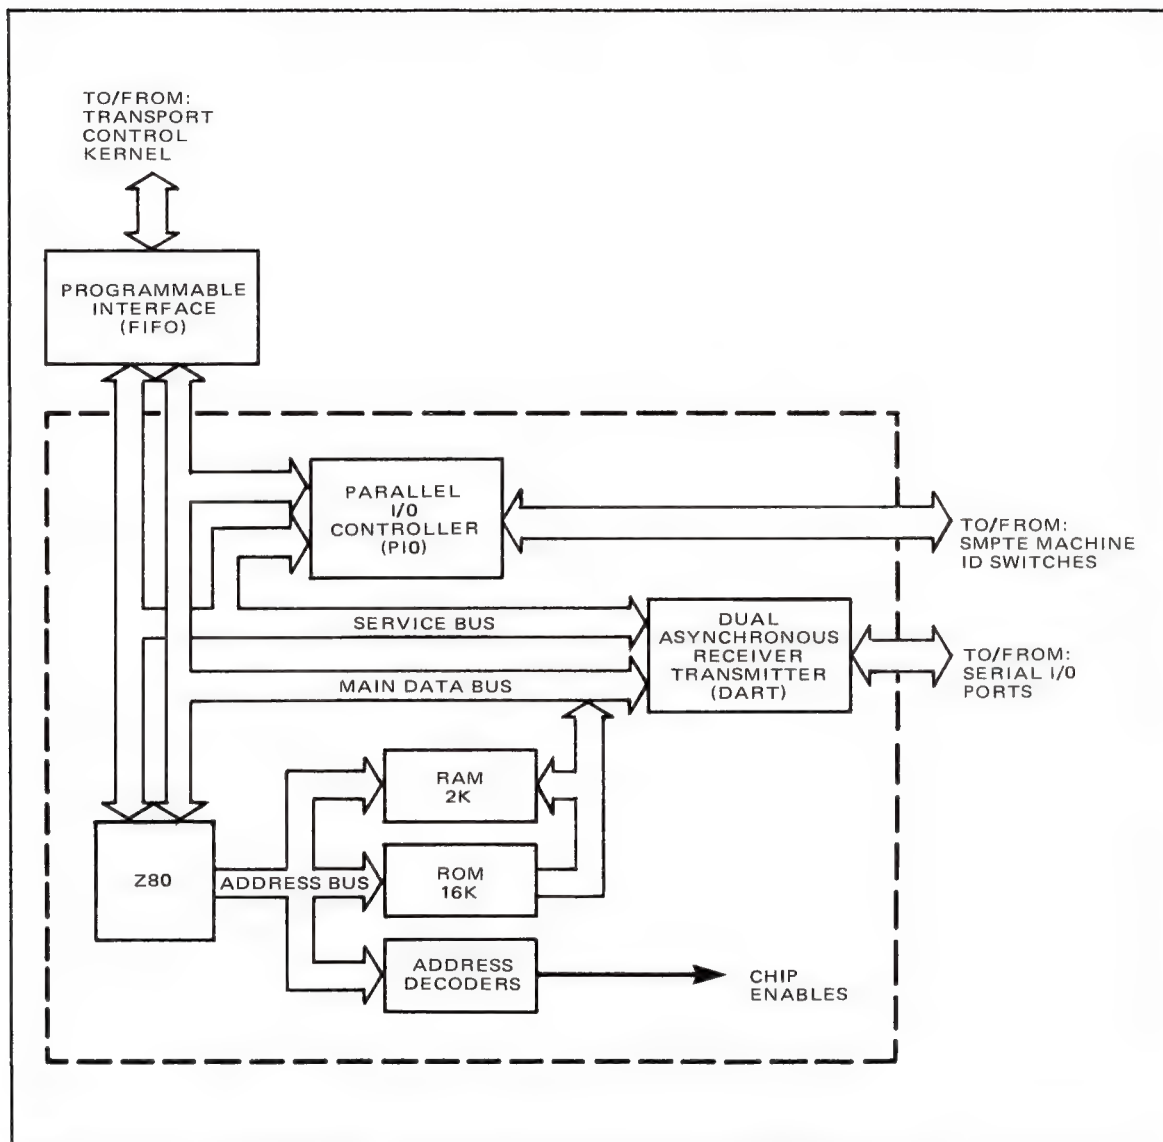 TO/FROM:
TRANSPORT
CONTROL
KERNEL
PROGRAMMABLE
INTERFACE
(FIFO)
PARALLEL
I/O
CONTROLLER
(PIO)
TO/FROM:
SMPTE MACHINE
ID SWITCHES
SERVICE BUS
DUAL
ASYNCHRONOUS
RECEIVER
TRANSMITTER
(DART)
TO/FROM:
SERIAL I/O
PORTS
MAIN DATA BUS
RAM
2K
Z80
ADDRESS BUS
ROM
16K
ADDRESS
DECODERS
CHIP
ENABLES